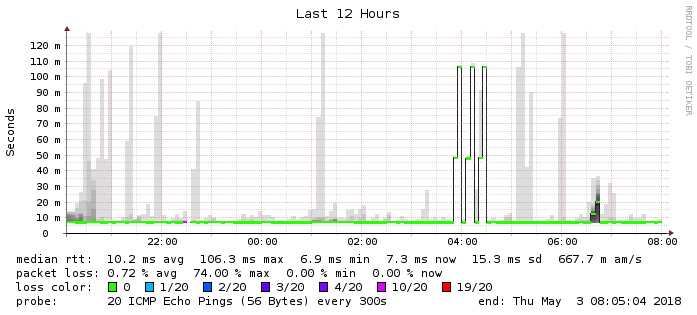 Last 12 Hours
RRDTOOL / TOBI OETIKER
Seconds
120 m
110 m
100 m
90 m
80 m
70 m
60 m
50 m
40 m
30 m
20 m
10 m
0
22:00 00:00 02:00 04:00 06:00 08:00
median rtt: 10.2 ms avg 106.3 ms max 6.9 ms min 7.3 ms now 15.3 ms sd 667.7 m am/s
packet loss: 0.72 % avg 74.00 % max 0.00 % min 0.00 % now
loss color: 0 1/20 2/20 3/20 4/20 10/20 19/20
probe: 20 ICMP Echo Pings (56 Bytes) every 300s end: Thu May 3 08:05:04 2018